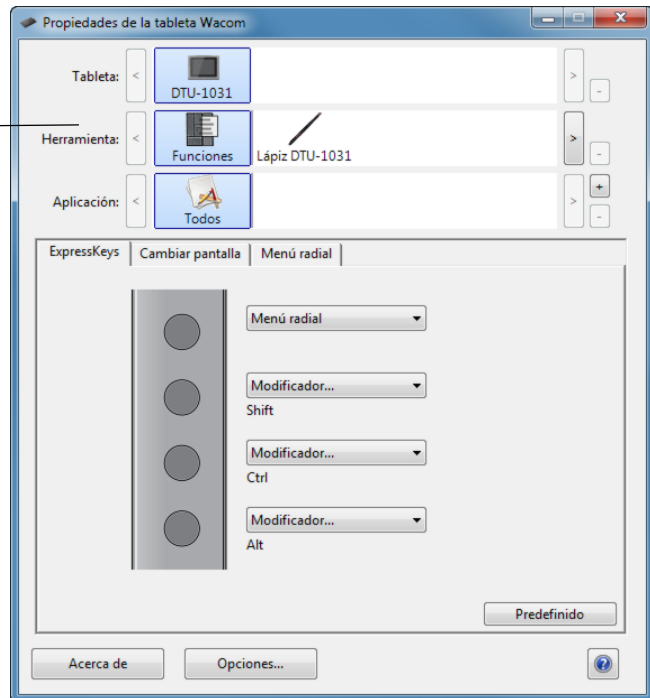 Propiedades de la tableta Wacom
Tableta:
<
DTU-1031
>
-
Herramienta:
<
Funciones
Lápiz DTU-1031
>
-
Aplicación:
<
Todos
>
+
-
ExpressKeys
Cambiar pantalla
Menú radial
Menú radial
Modificador...
Shift
Modificador...
Ctrl
Modificador...
Alt
Predefinido
Acerca de
Opciones...
?